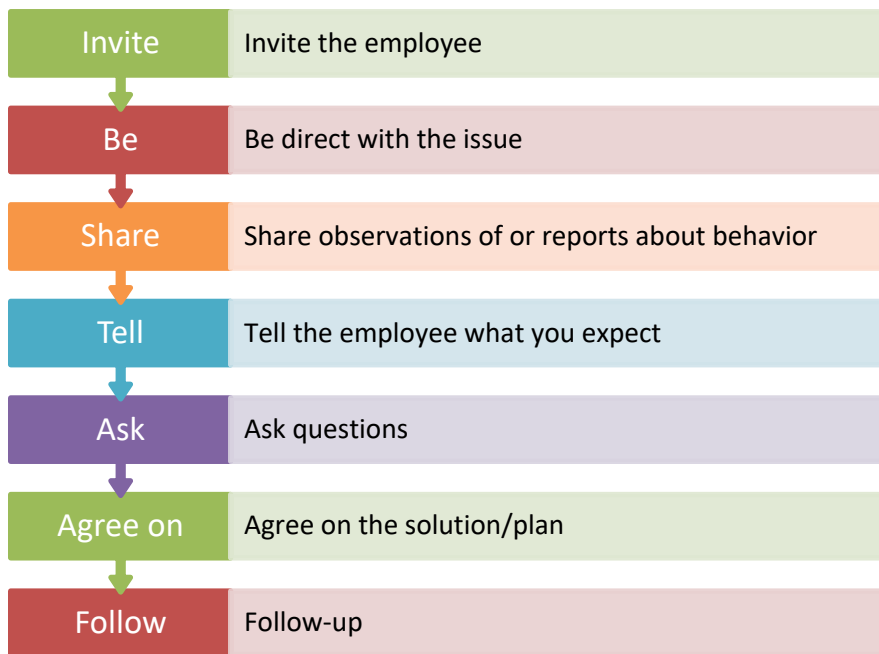 Invite
Invite the employee
Be
Be direct with the issue
Share
Share observations of or reports about behavior
Tell
Tell the employee what you expect
Ask
Ask questions
Agree on
Agree on the solution/plan
Follow
Follow-up